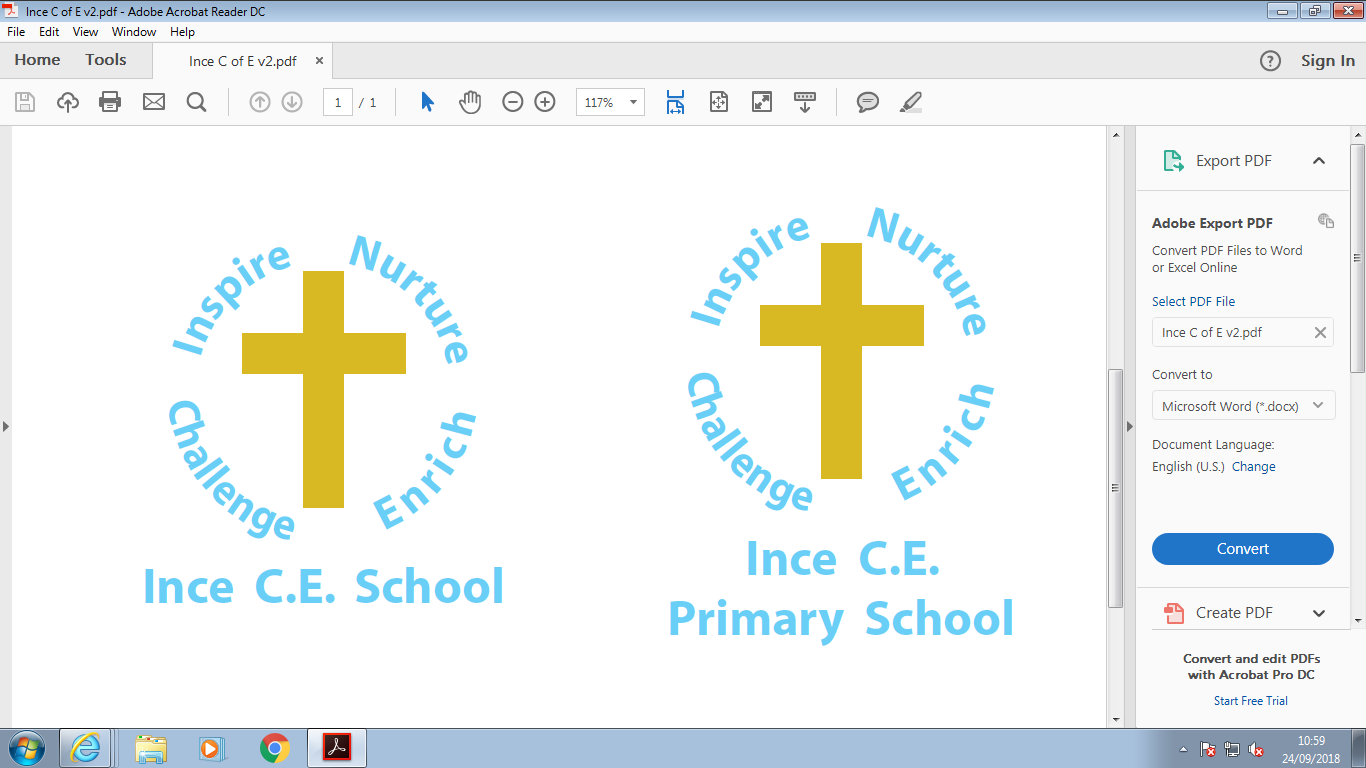 Ince C of E v2.pdf - Adobe Acrobat Reader DC
File Edit View Window Help
Home Tools Ince C of E v2.pdf × ? Sign In
1 / 1 117%
Inspire
Nurture
Challenge
Enrich
Ince C.E. School
Inspire
Nurture
Challenge
Enrich
Ince C.E.
Primary School
Export PDF
Adobe Export PDF
Convert PDF Files to Word
or Excel Online
Select PDF File
Ince C of E v2.pdf
Convert to
Microsoft Word (*.docx)
Document Language:
English (U.S.) Change
Convert
Create PDF
Convert and edit PDFs
with Acrobat Pro DC
Start Free Trial
10:59
24/09/2018